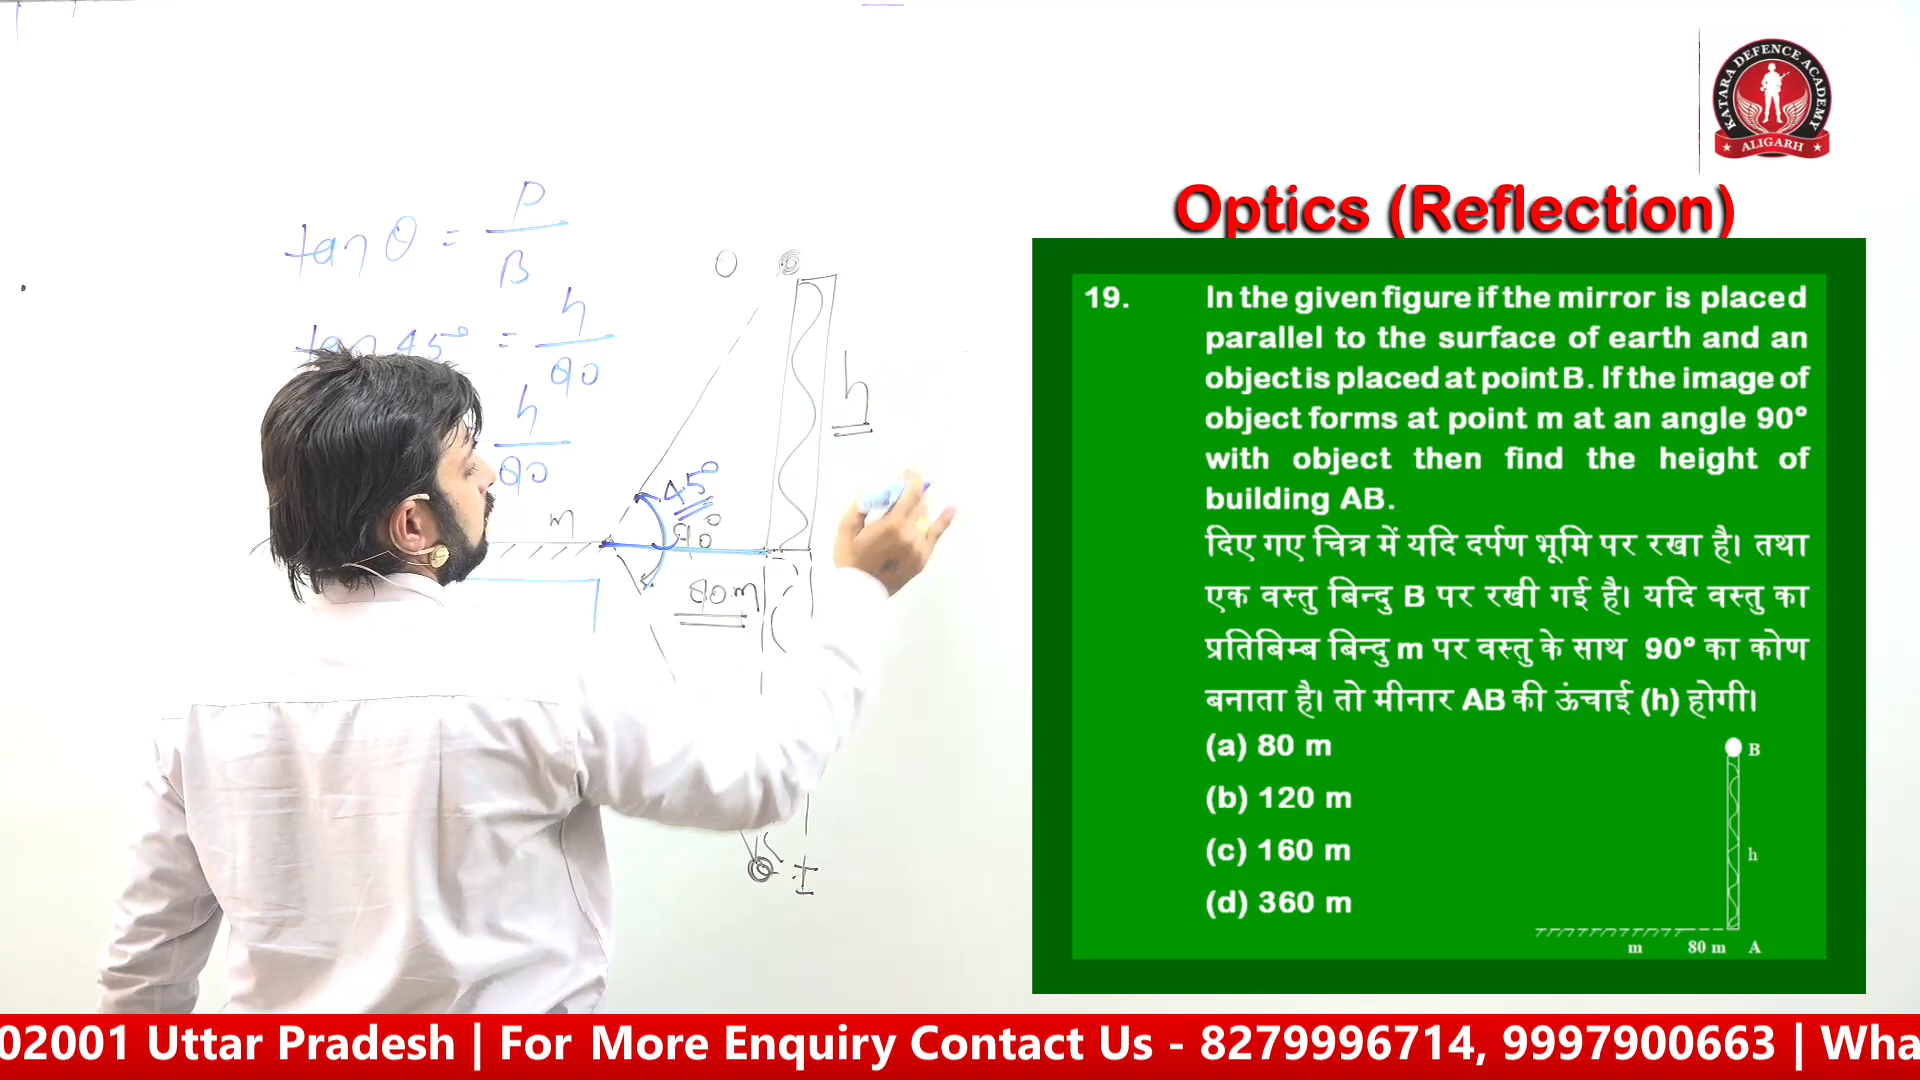 KATARA DEFENCE ACADEMY
ALIGARH
Optics (Reflection)
19. In the given figure if the mirror is placed
parallel to the surface of earth and an
object is placed at point B. If the image of
object forms at point m at an angle 90°
with object then find the height of
building AB.
दिए गए चित्र में यदि दर्पण भूमि पर रखा है। तथा
एक वस्तु बिन्दु B पर रखी गई है। यदि वस्तु का
प्रतिबिम्ब बिन्दु m पर वस्तु के साथ 90° का कोण
बनाता है। तो मीनार AB की ऊंचाई (h) होगी।
(a) 80 m
(b) 120 m
(c) 160 m
(d) 360 m
B
h
m 80 m A
tan θ = P
B
tan 45° = h
80
h
80
O
h
45°
90°
m
80m
I
02001 Uttar Pradesh | For More Enquiry Contact Us - 8279996714, 9997900663 | Wha